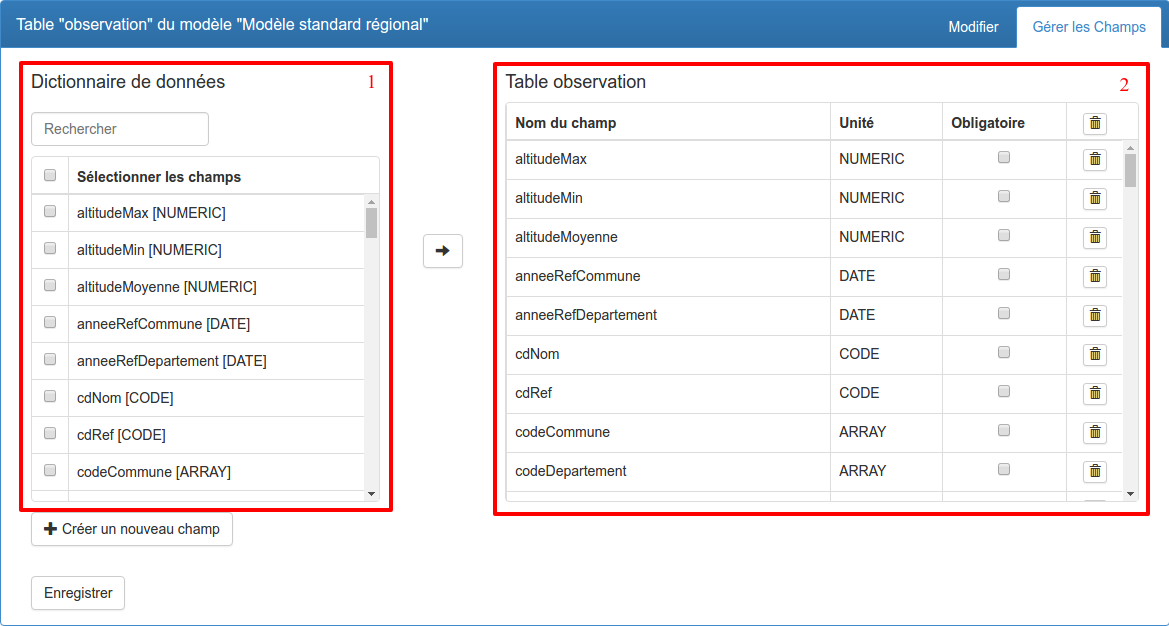 Table "observation" du modèle "Modèle standard régional"
Modifier
Gérer les Champs
Dictionnaire de données
1
Rechercher
Sélectionner les champs
altitudeMax [NUMERIC]
altitudeMin [NUMERIC]
altitudeMoyenne [NUMERIC]
anneeRefCommune [DATE]
anneeRefDepartement [DATE]
cdNom [CODE]
cdRef [CODE]
codeCommune [ARRAY]
Créer un nouveau champ
Enregistrer
Table observation
2
Nom du champ Unité Obligatoire
altitudeMax NUMERIC
altitudeMin NUMERIC
altitudeMoyenne NUMERIC
anneeRefCommune DATE
anneeRefDepartement DATE
cdNom CODE
cdRef CODE
codeCommune ARRAY
codeDepartement ARRAY